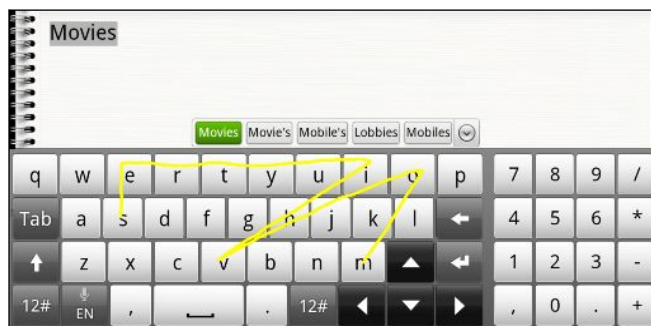 Movies
Movies Movie's Mobile's Lobbies Mobiles
q w e r t y u i o p 7 8 9 /
Tab a s d f g h j k l 4 5 6 *
z x c v b n m 1 2 3 -
12# EN , . 12# , 0 . +